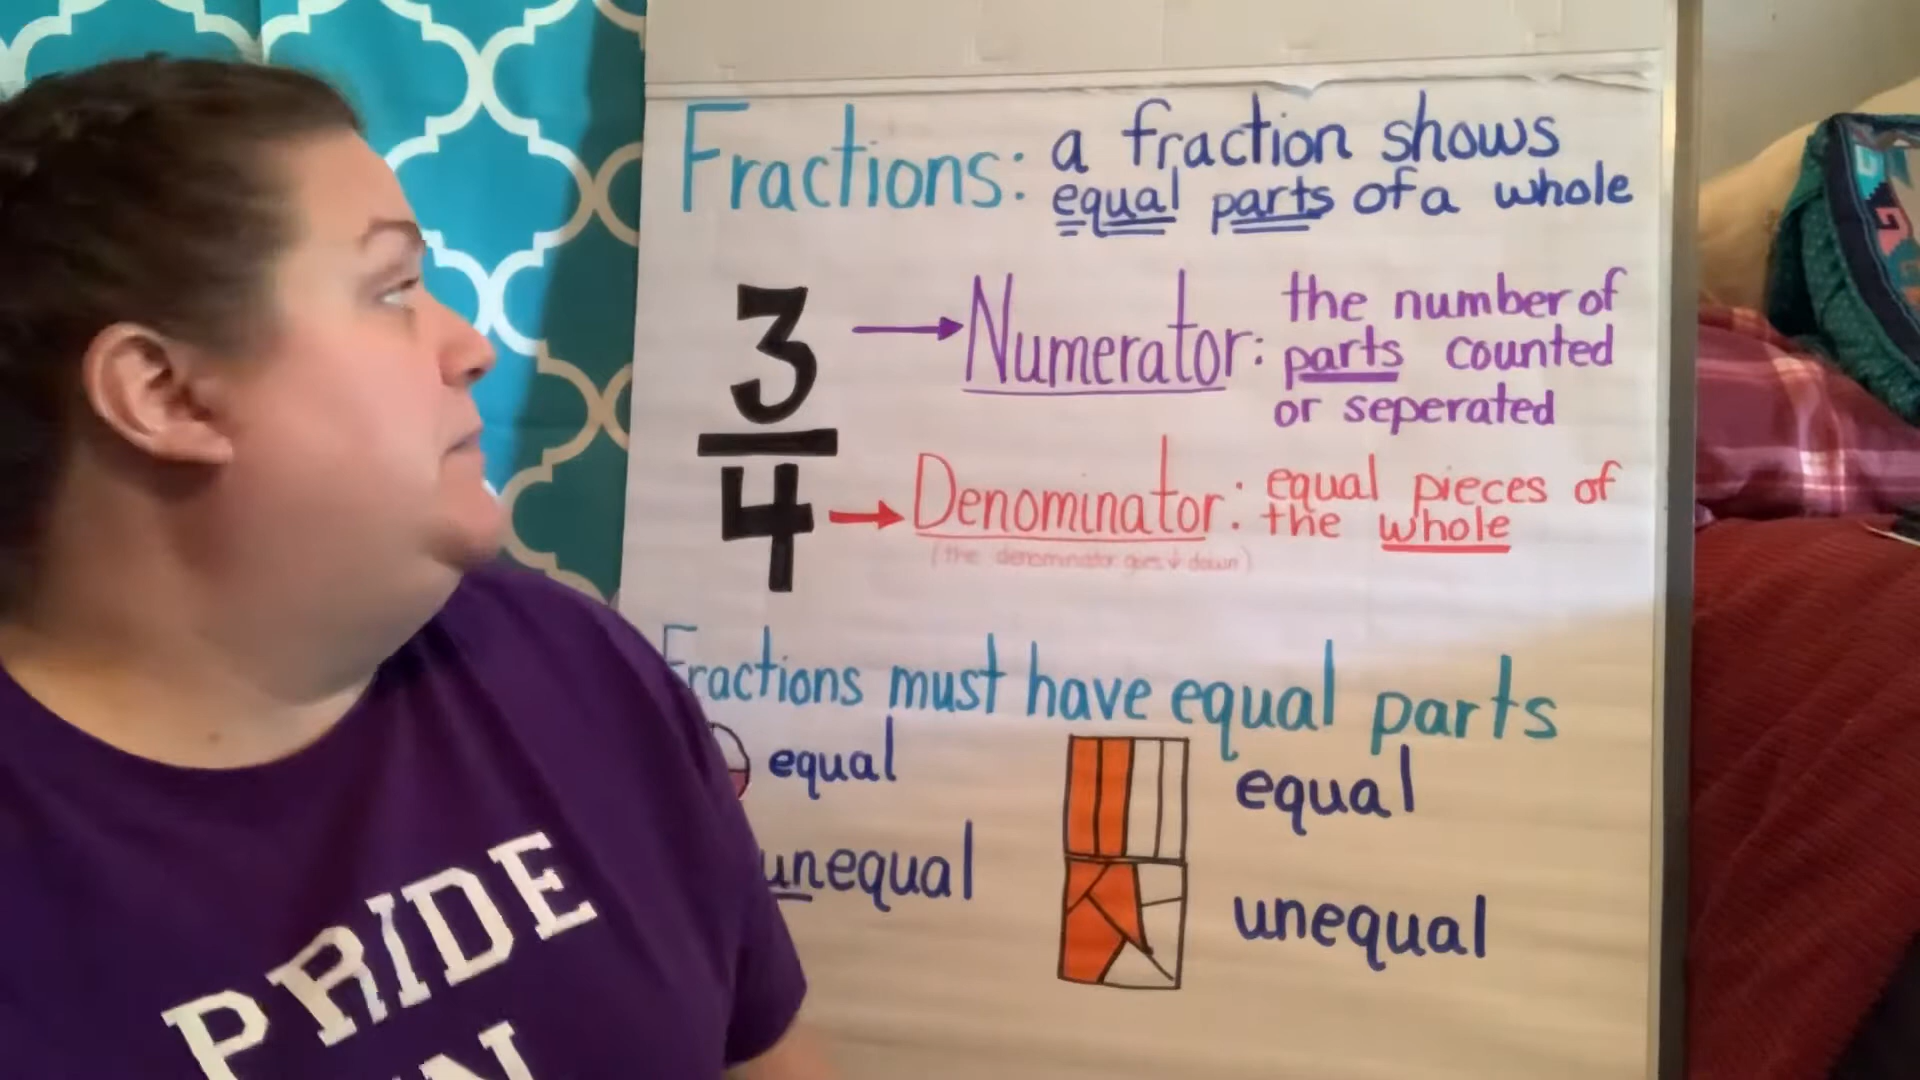 Fractions: a fraction shows
equal parts of a whole
3
4
Numerator: the number of
parts counted
or seperated
Denominator: equal pieces of
the whole
(the denominator goes ↓ down)
Fractions must have equal parts
equal
equal
unequal
unequal
PRIDE